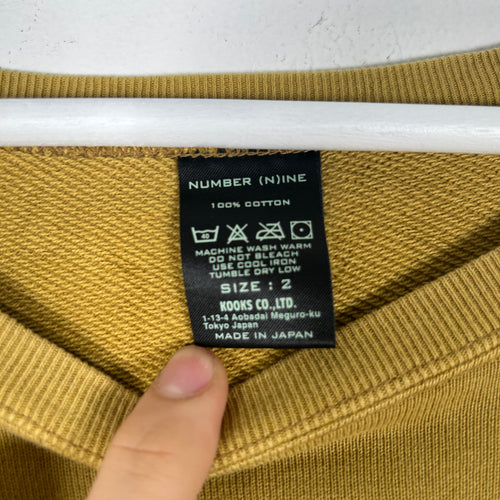 NUMBER (N)INE
100% COTTON
40
MACHINE WASH WARM
DO NOT BLEACH
USE COOL IRON
TUMBLE DRY LOW
SIZE : 2
KOOKS CO.,LTD.
1-13-4 Aobadai Meguro-ku
Tokyo Japan
MADE IN JAPAN